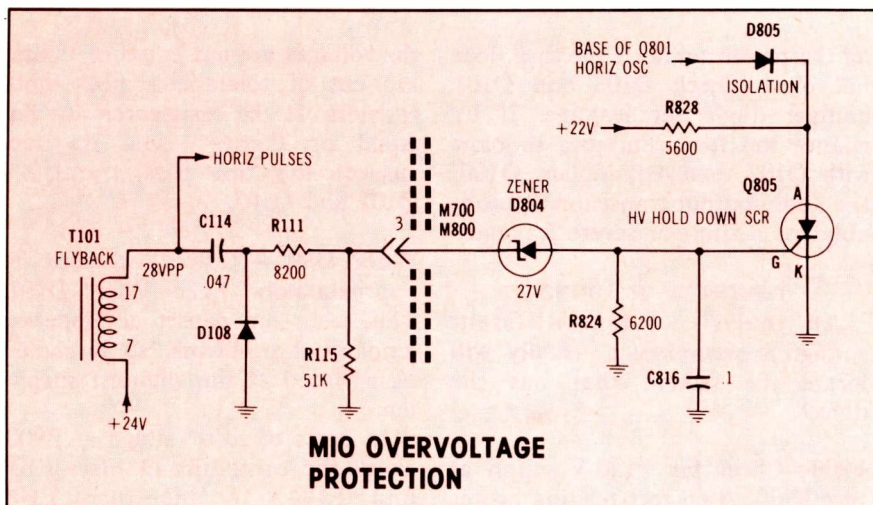 D805
BASE OF Q801
HORIZ OSC
ISOLATION
R828
+22V
5600
HORIZ PULSES
ZENER
D804
Q805
A
HV HOLD DOWN SCR
G
K
3
M700
M800
C114
R111
T101
FLYBACK
28VPP
.047
8200
17
27V
D108
R824
6200
R115
51K
7
C816
.1
+24V
MIO OVERVOLTAGE
PROTECTION